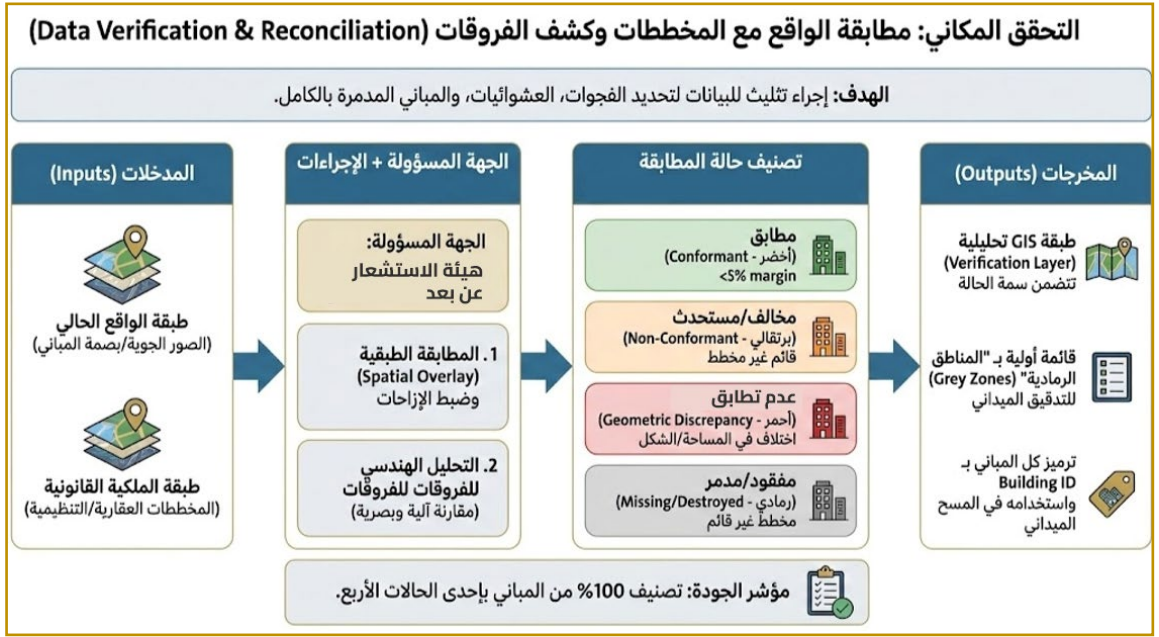 التحقق المكاني: مطابقة الواقع مع المخططات وكشف الفروقات (Data Verification & Reconciliation)
الهدف: إجراء تثليث للبيانات لتحديد الفجوات، العشوائيات، والمباني المدمرة بالكامل.
المدخلات (Inputs)
طبقة الواقع الحالي
(الصور الجوية/بصمة المباني)
طبقة الملكية القانونية
(المخططات العقارية/التنظيمية)
الجهة المسؤولة + الإجراءات
الجهة المسؤولة:
هيئة الاستشعار
عن بعد
1. المطابقة الطبقية
(Spatial Overlay)
وضبط الإزاحات
2. التحليل الهندسي
للفروقات للفروقات
(مقارنة آلية وبصرية)
تصنيف حالة المطابقة
مطابق
(أخضر - Conformant)
<5% margin
مخالف/مستحدث
(برتقالي - Non-Conformant)
قائم غير مخطط
عدم تطابق
(أحمر - Geometric Discrepancy)
اختلاف في المساحة/الشكل
مفقود/مدمر
(رمادي - Missing/Destroyed)
مخطط غير قائم
المخرجات (Outputs)
طبقة GIS تحليلية
(Verification Layer)
تتضمن سمة الحالة
قائمة أولية بـ "المناطق
الرمادية" (Grey Zones)
للتدقيق الميداني
ترميز كل المباني بـ
Building ID
واستخدامه في المسح
الميداني
مؤشر الجودة: تصنيف 100% من المباني بإحدى الحالات الأربع.